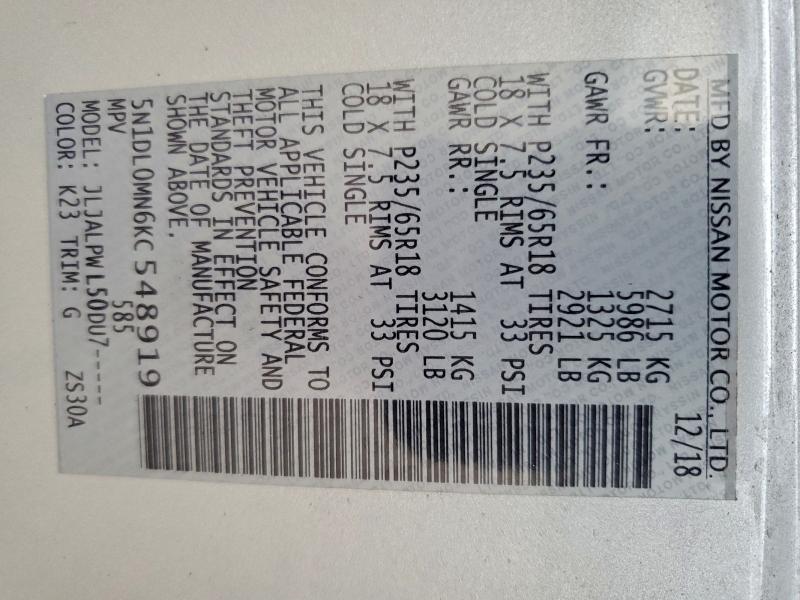 MFD BY NISSAN MOTOR CO., LTD.
DATE: 12/18
GVWR: 2715 KG
5986 LB
GAWR FR.: 1325 KG
2921 LB
WITH P235/65R18 TIRES
18 X 7.5 RIMS AT 33 PSI
COLD SINGLE
GAWR RR.: 1415 KG
3120 LB
WITH P235/65R18 TIRES
18 X 7.5 RIMS AT 33 PSI
COLD SINGLE
THIS VEHICLE CONFORMS TO
ALL APPLICABLE FEDERAL
MOTOR VEHICLE SAFETY AND
THEFT PREVENTION
STANDARDS IN EFFECT ON
THE DATE OF MANUFACTURE
SHOWN ABOVE.
5N1DL0MN6KC548919
MPV 585
MODEL: JLJALPWL50DU7-----
COLOR: K23 TRIM: G ZS30A